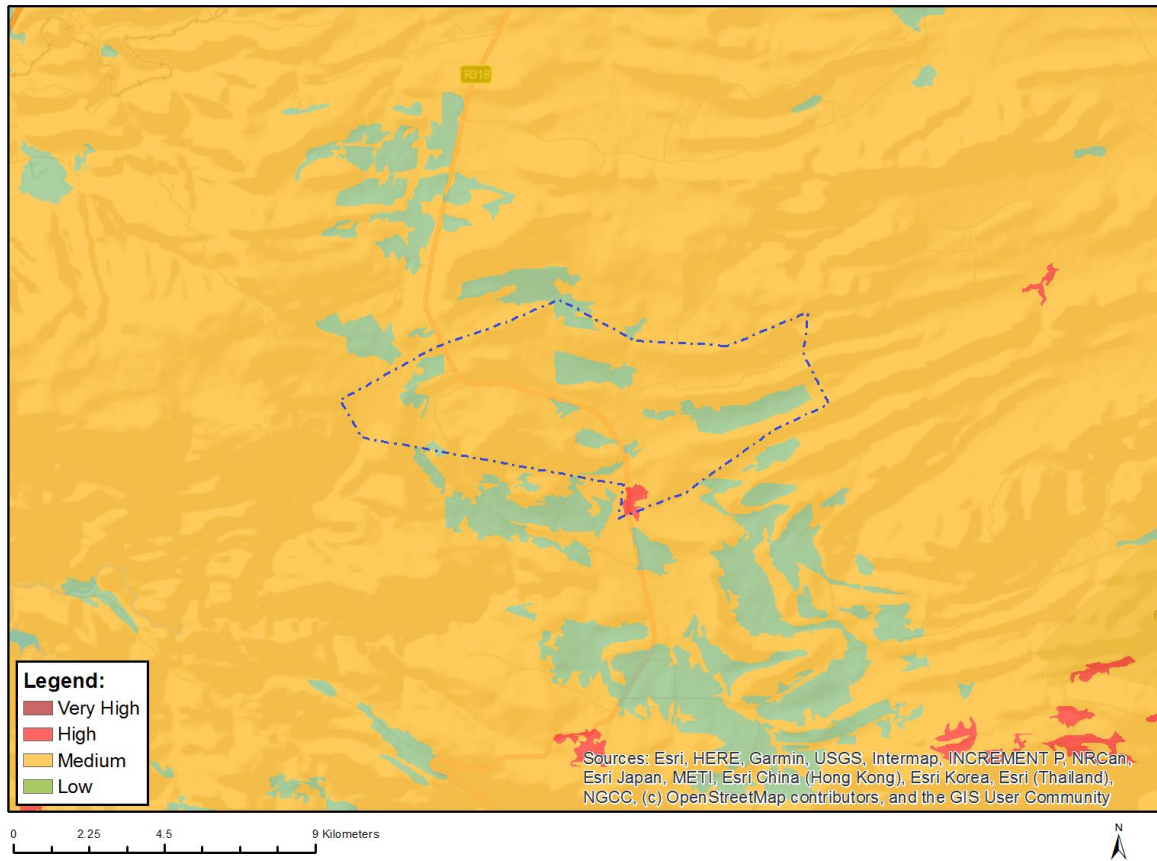 R318
Legend:
Very High
High
Medium
Low
Sources: Esri, HERE, Garmin, USGS, Intermap, INCREMENT P, NRCan,
Esri Japan, METI, Esri China (Hong Kong), Esri Korea, Esri (Thailand),
NGCC, (c) OpenStreetMap contributors, and the GIS User Community
0 2.25 4.5 9 Kilometers
N